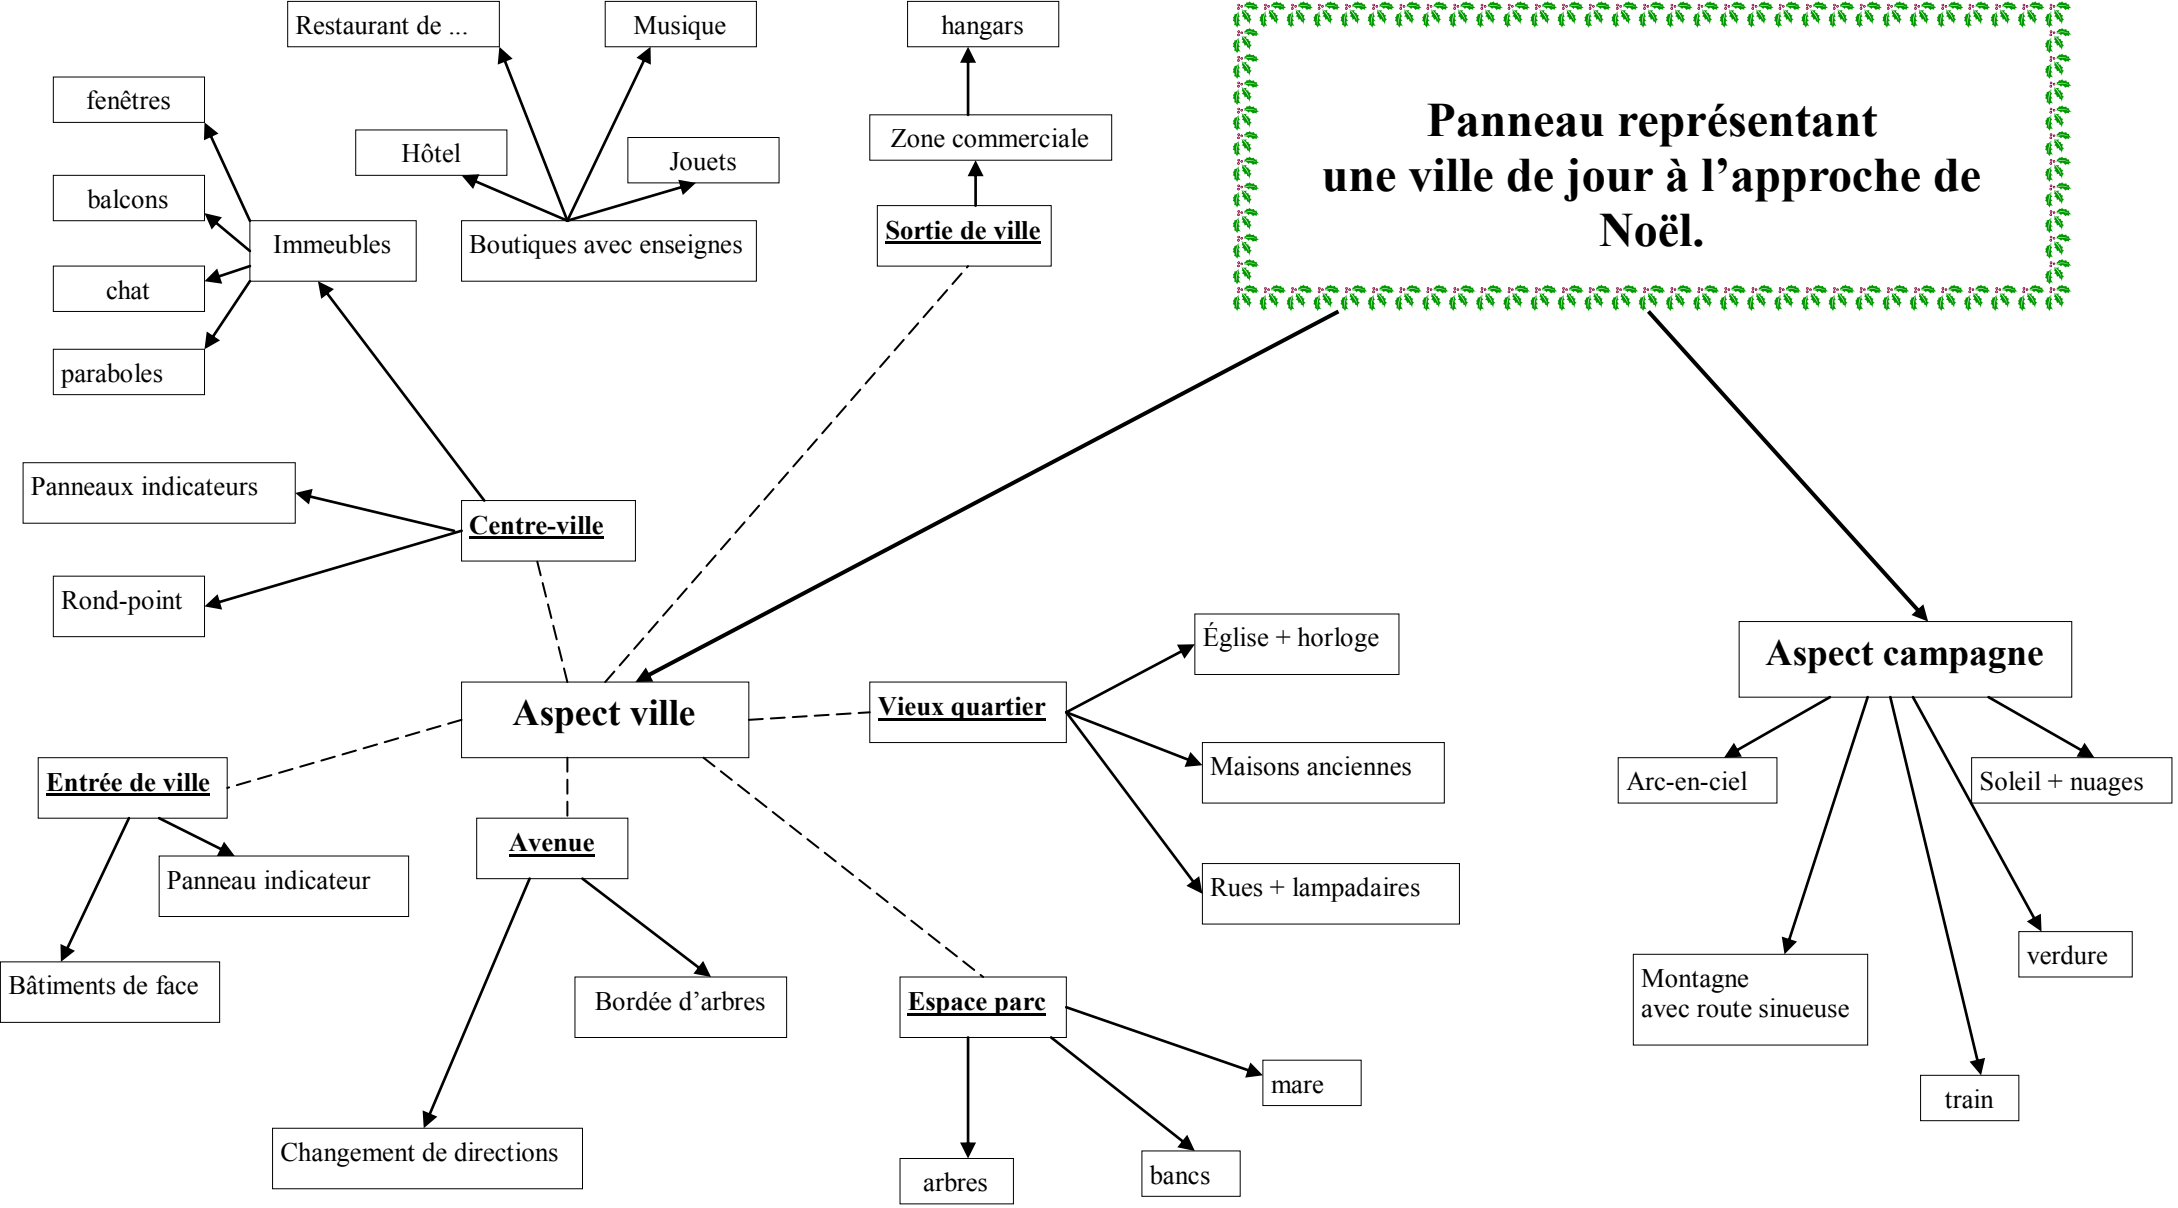 Restaurant de ...
Musique
hangars
Panneau représentant
une ville de jour à l’approche de
Noël.
fenêtres
Hôtel
Jouets
Zone commerciale
balcons
Immeubles
Boutiques avec enseignes
Sortie de ville
chat
paraboles
Panneaux indicateurs
Centre-ville
Rond-point
Église + horloge
Aspect campagne
Aspect ville
Vieux quartier
Entrée de ville
Maisons anciennes
Arc-en-ciel
Soleil + nuages
Avenue
Panneau indicateur
Rues + lampadaires
Bâtiments de face
Bordée d’arbres
Espace parc
Montagne
avec route sinueuse
verdure
mare
train
Changement de directions
arbres
bancs